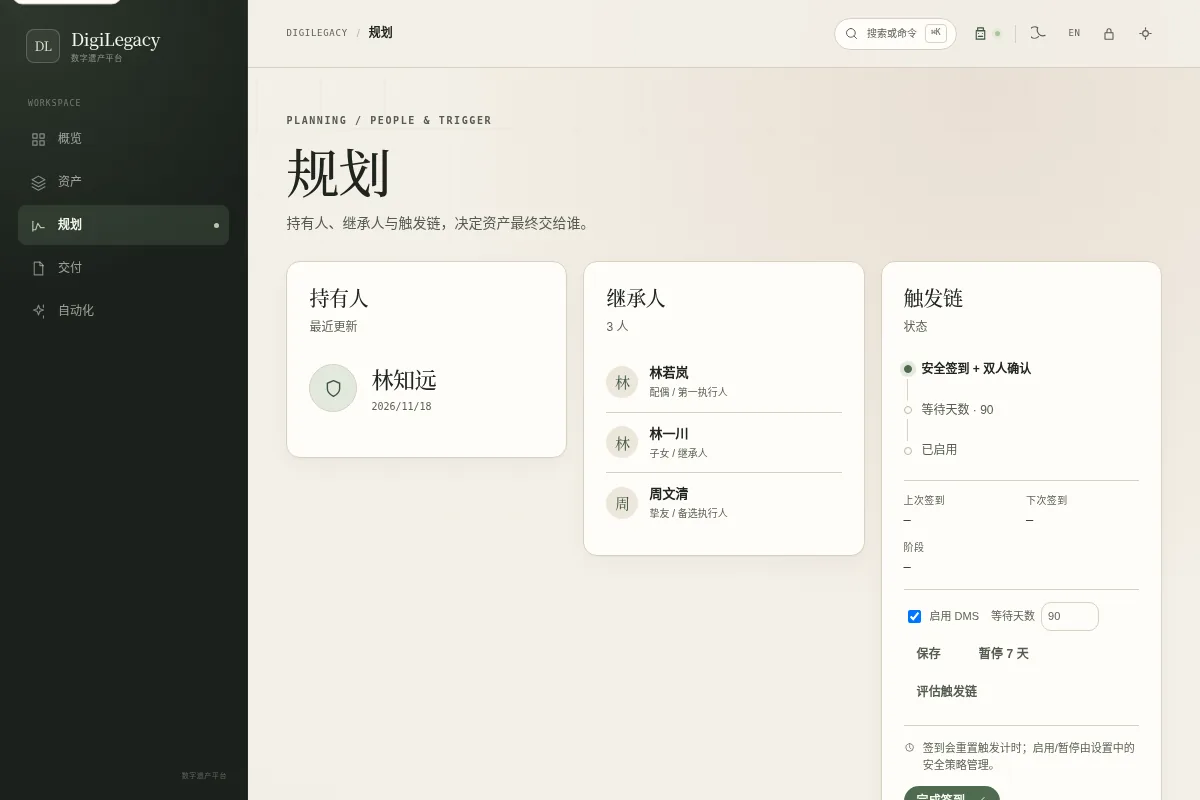 DL
DigiLegacy
数字遗产平台
WORKSPACE
概览
资产
规划
交付
自动化
数字遗产平台
DIGILEGACY / 规划
搜索或命令 ⌘K
EN
PLANNING / PEOPLE & TRIGGER
规划
持有人、继承人与触发链，决定资产最终交给谁。
持有人
最近更新
林知远
2026/11/18
继承人
3 人
林
林若岚
配偶 / 第一执行人
林
林一川
子女 / 继承人
周
周文清
挚友 / 备选执行人
触发链
状态
安全签到 + 双人确认
等待天数 · 90
已启用
上次签到 下次签到
— —
阶段
—
启用 DMS 等待天数 90
保存 暂停 7 天
评估触发链
签到会重置触发计时；启用/暂停由设置中的
安全策略管理。
完成签到